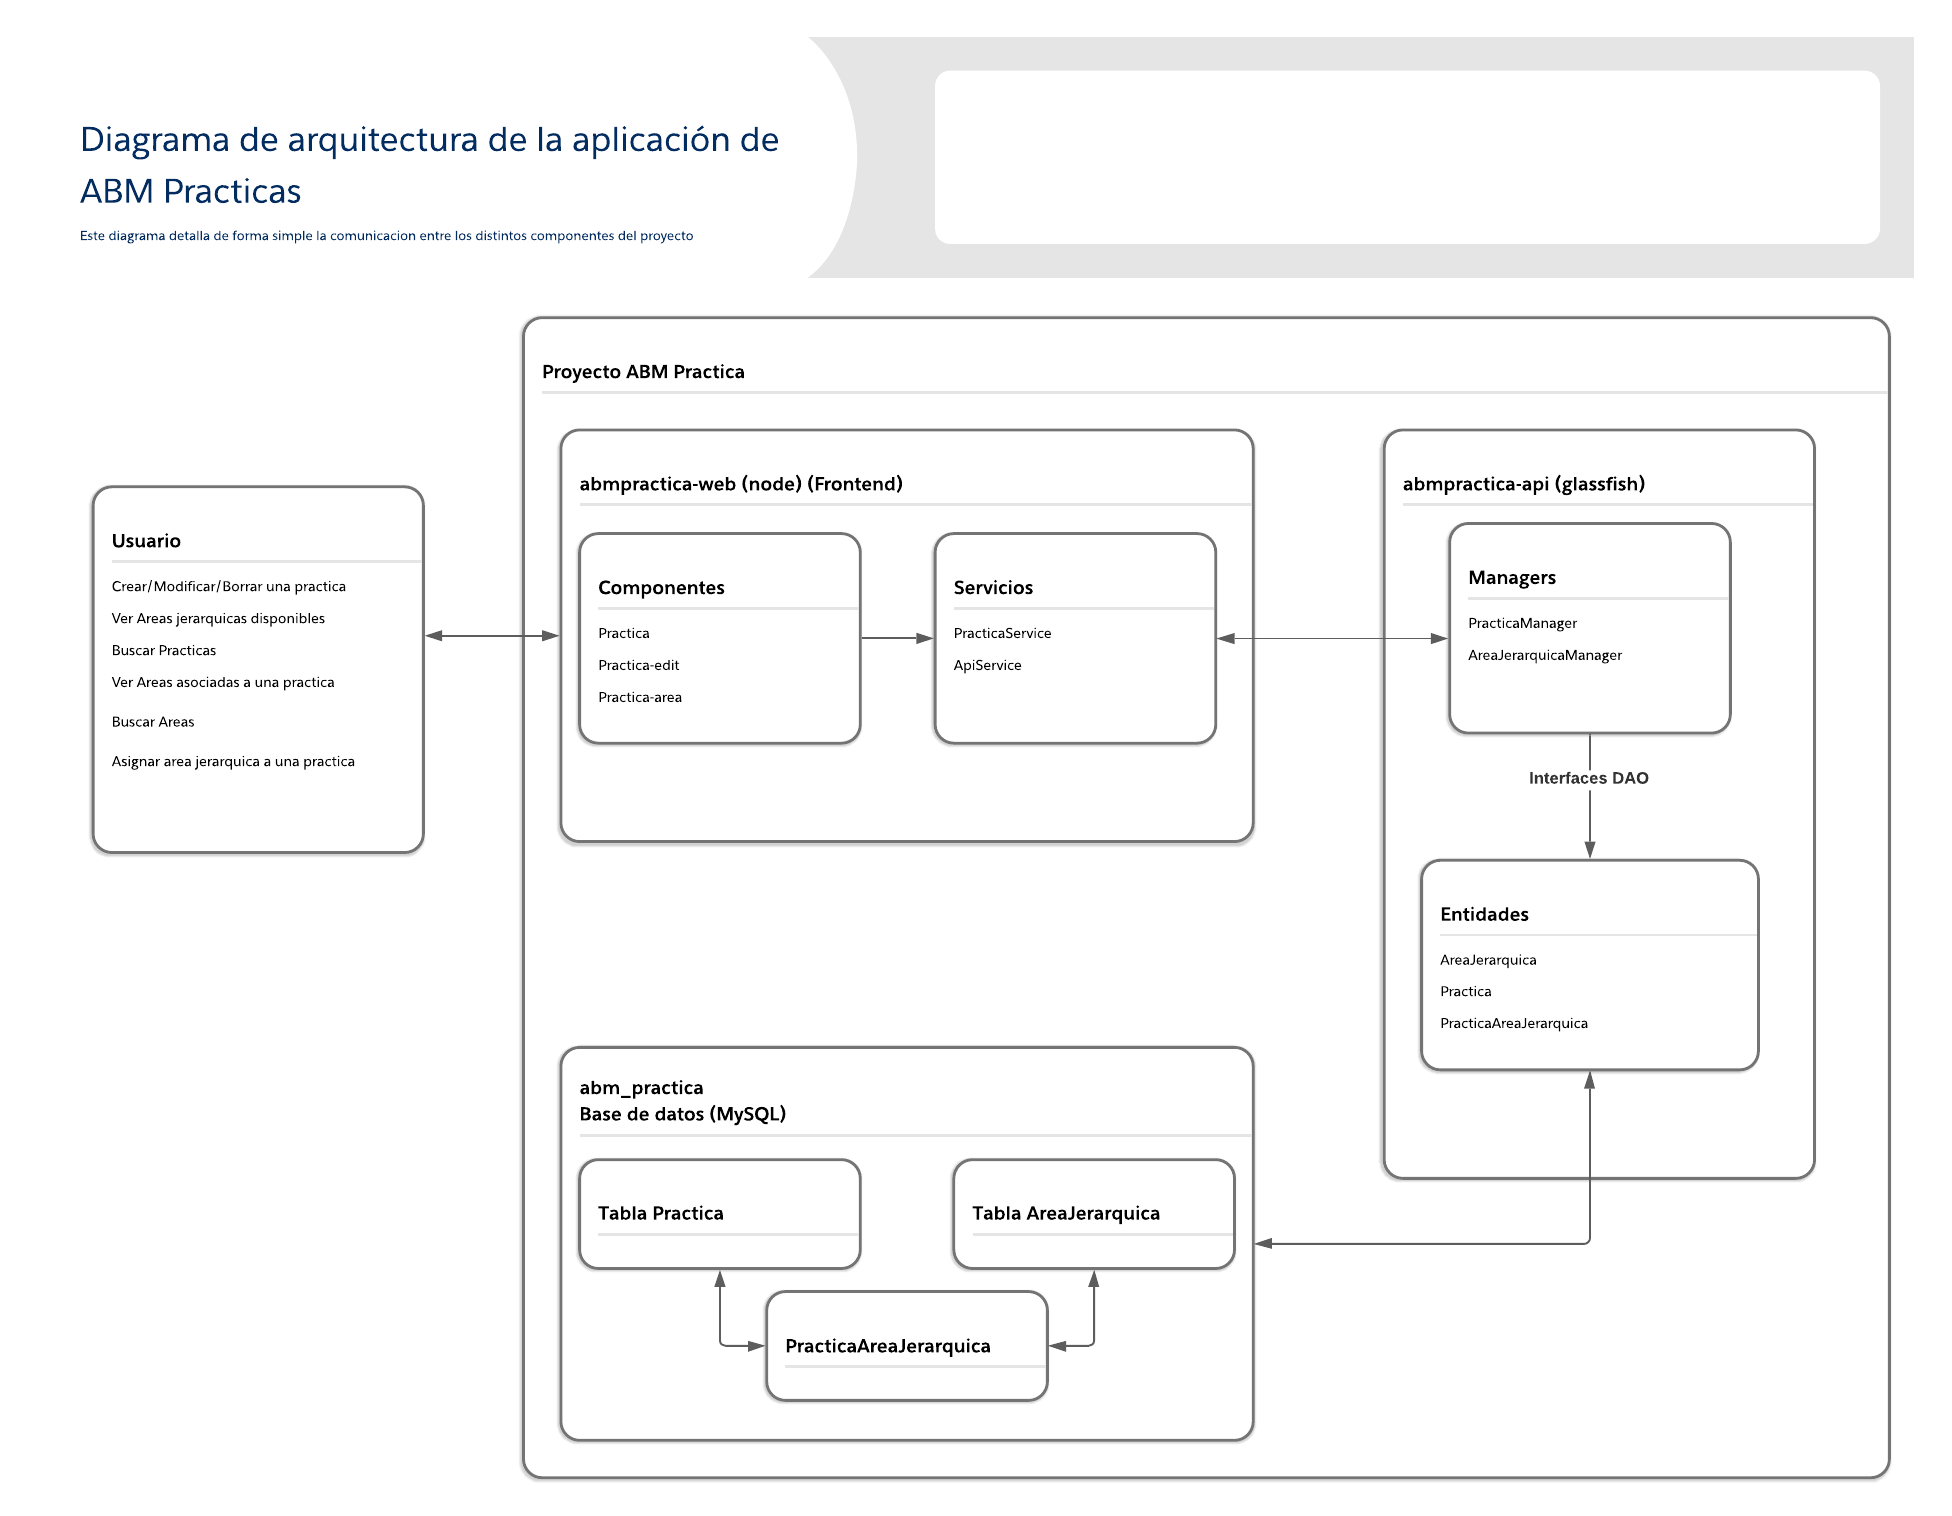 Diagrama de arquitectura de la aplicación de
ABM Practicas
Este diagrama detalla de forma simple la comunicacion entre los distintos componentes del proyecto
Proyecto ABM Practica
Usuario
Crear/Modificar/Borrar una practica
Ver Areas jerarquicas disponibles
Buscar Practicas
Ver Areas asociadas a una practica
Buscar Areas
Asignar area jerarquica a una practica
abmpractica-web (node) (Frontend)
Componentes
Practica
Practica-edit
Practica-area
Servicios
PracticaService
ApiService
abmpractica-api (glassfish)
Managers
PracticaManager
AreaJerarquicaManager
Interfaces DAO
Entidades
AreaJerarquica
Practica
PracticaAreaJerarquica
abm_practica
Base de datos (MySQL)
Tabla Practica
Tabla AreaJerarquica
PracticaAreaJerarquica